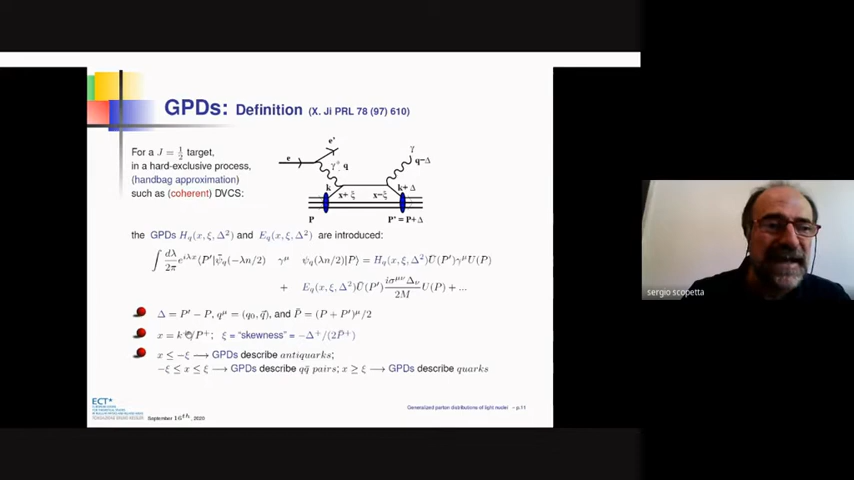 GPDs: Definition (X. Ji PRL 78 (97) 610)
For a J = 1/2 target,
in a hard-exclusive process,
(handbag approximation)
such as (coherent) DVCS:
e e' γ* q γ q−Δ
k x+ξ x−ξ k+Δ
P P' = P+Δ
the GPDs H_q(x, ξ, Δ²) and E_q(x, ξ, Δ²) are introduced:
∫ dλ/2π e^{iλx} ⟨P'|ψ̄_q(−λn/2) γ^μ ψ_q(λn/2)|P⟩ = H_q(x, ξ, Δ²)Ū(P')γ^μU(P)
+ E_q(x, ξ, Δ²)Ū(P') iσ^{μν}Δ_ν/2M U(P) + ...
Δ = P' − P, q^μ = (q₀, q⃗), and P̄ = (P + P')^μ/2
x = k⁺/P⁺; ξ = "skewness" = −Δ⁺/(2P̄⁺)
x ≤ −ξ ⟶ GPDs describe antiquarks;
−ξ ≤ x ≤ ξ ⟶ GPDs describe qq̄ pairs; x ≥ ξ ⟶ GPDs describe quarks
ECT*
September 16th, 2020
Generalized parton distributions of light nuclei – p.11
sergio scopetta